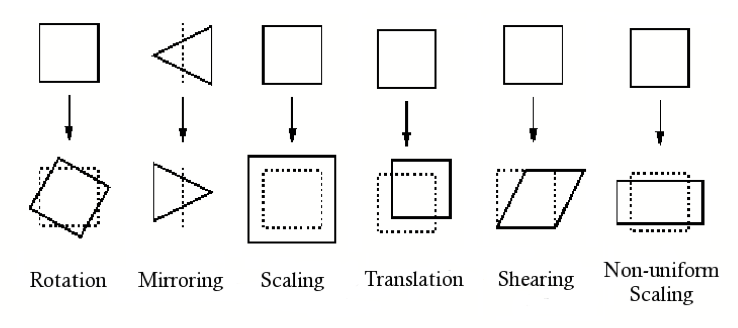 Rotation
Mirroring
Scaling
Translation
Shearing
Non-uniform
Scaling